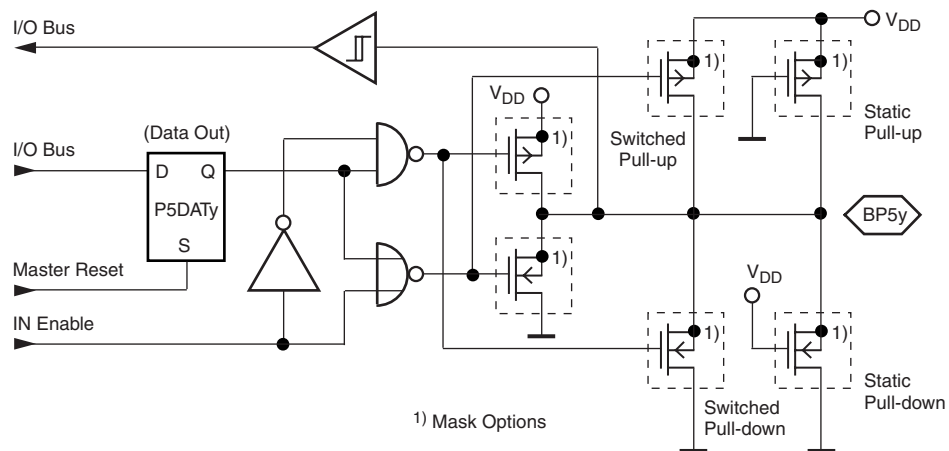 I/O Bus
V_DD
1)
1)
V_DD
Static
Pull-up
(Data Out)
Switched
Pull-up
I/O Bus
D Q
1)
P5DATy
BP5y
S
1)
V_DD
Master Reset
IN Enable
1)
1)
Static
Pull-down
1) Mask Options
Switched
Pull-down